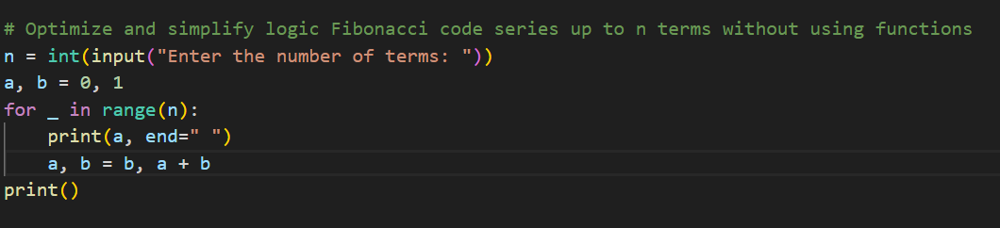 # Optimize and simplify logic Fibonacci code series up to n terms without using functions
n = int(input("Enter the number of terms: "))
a, b = 0, 1
for _ in range(n):
    print(a, end=" ")
    a, b = b, a + b
print()